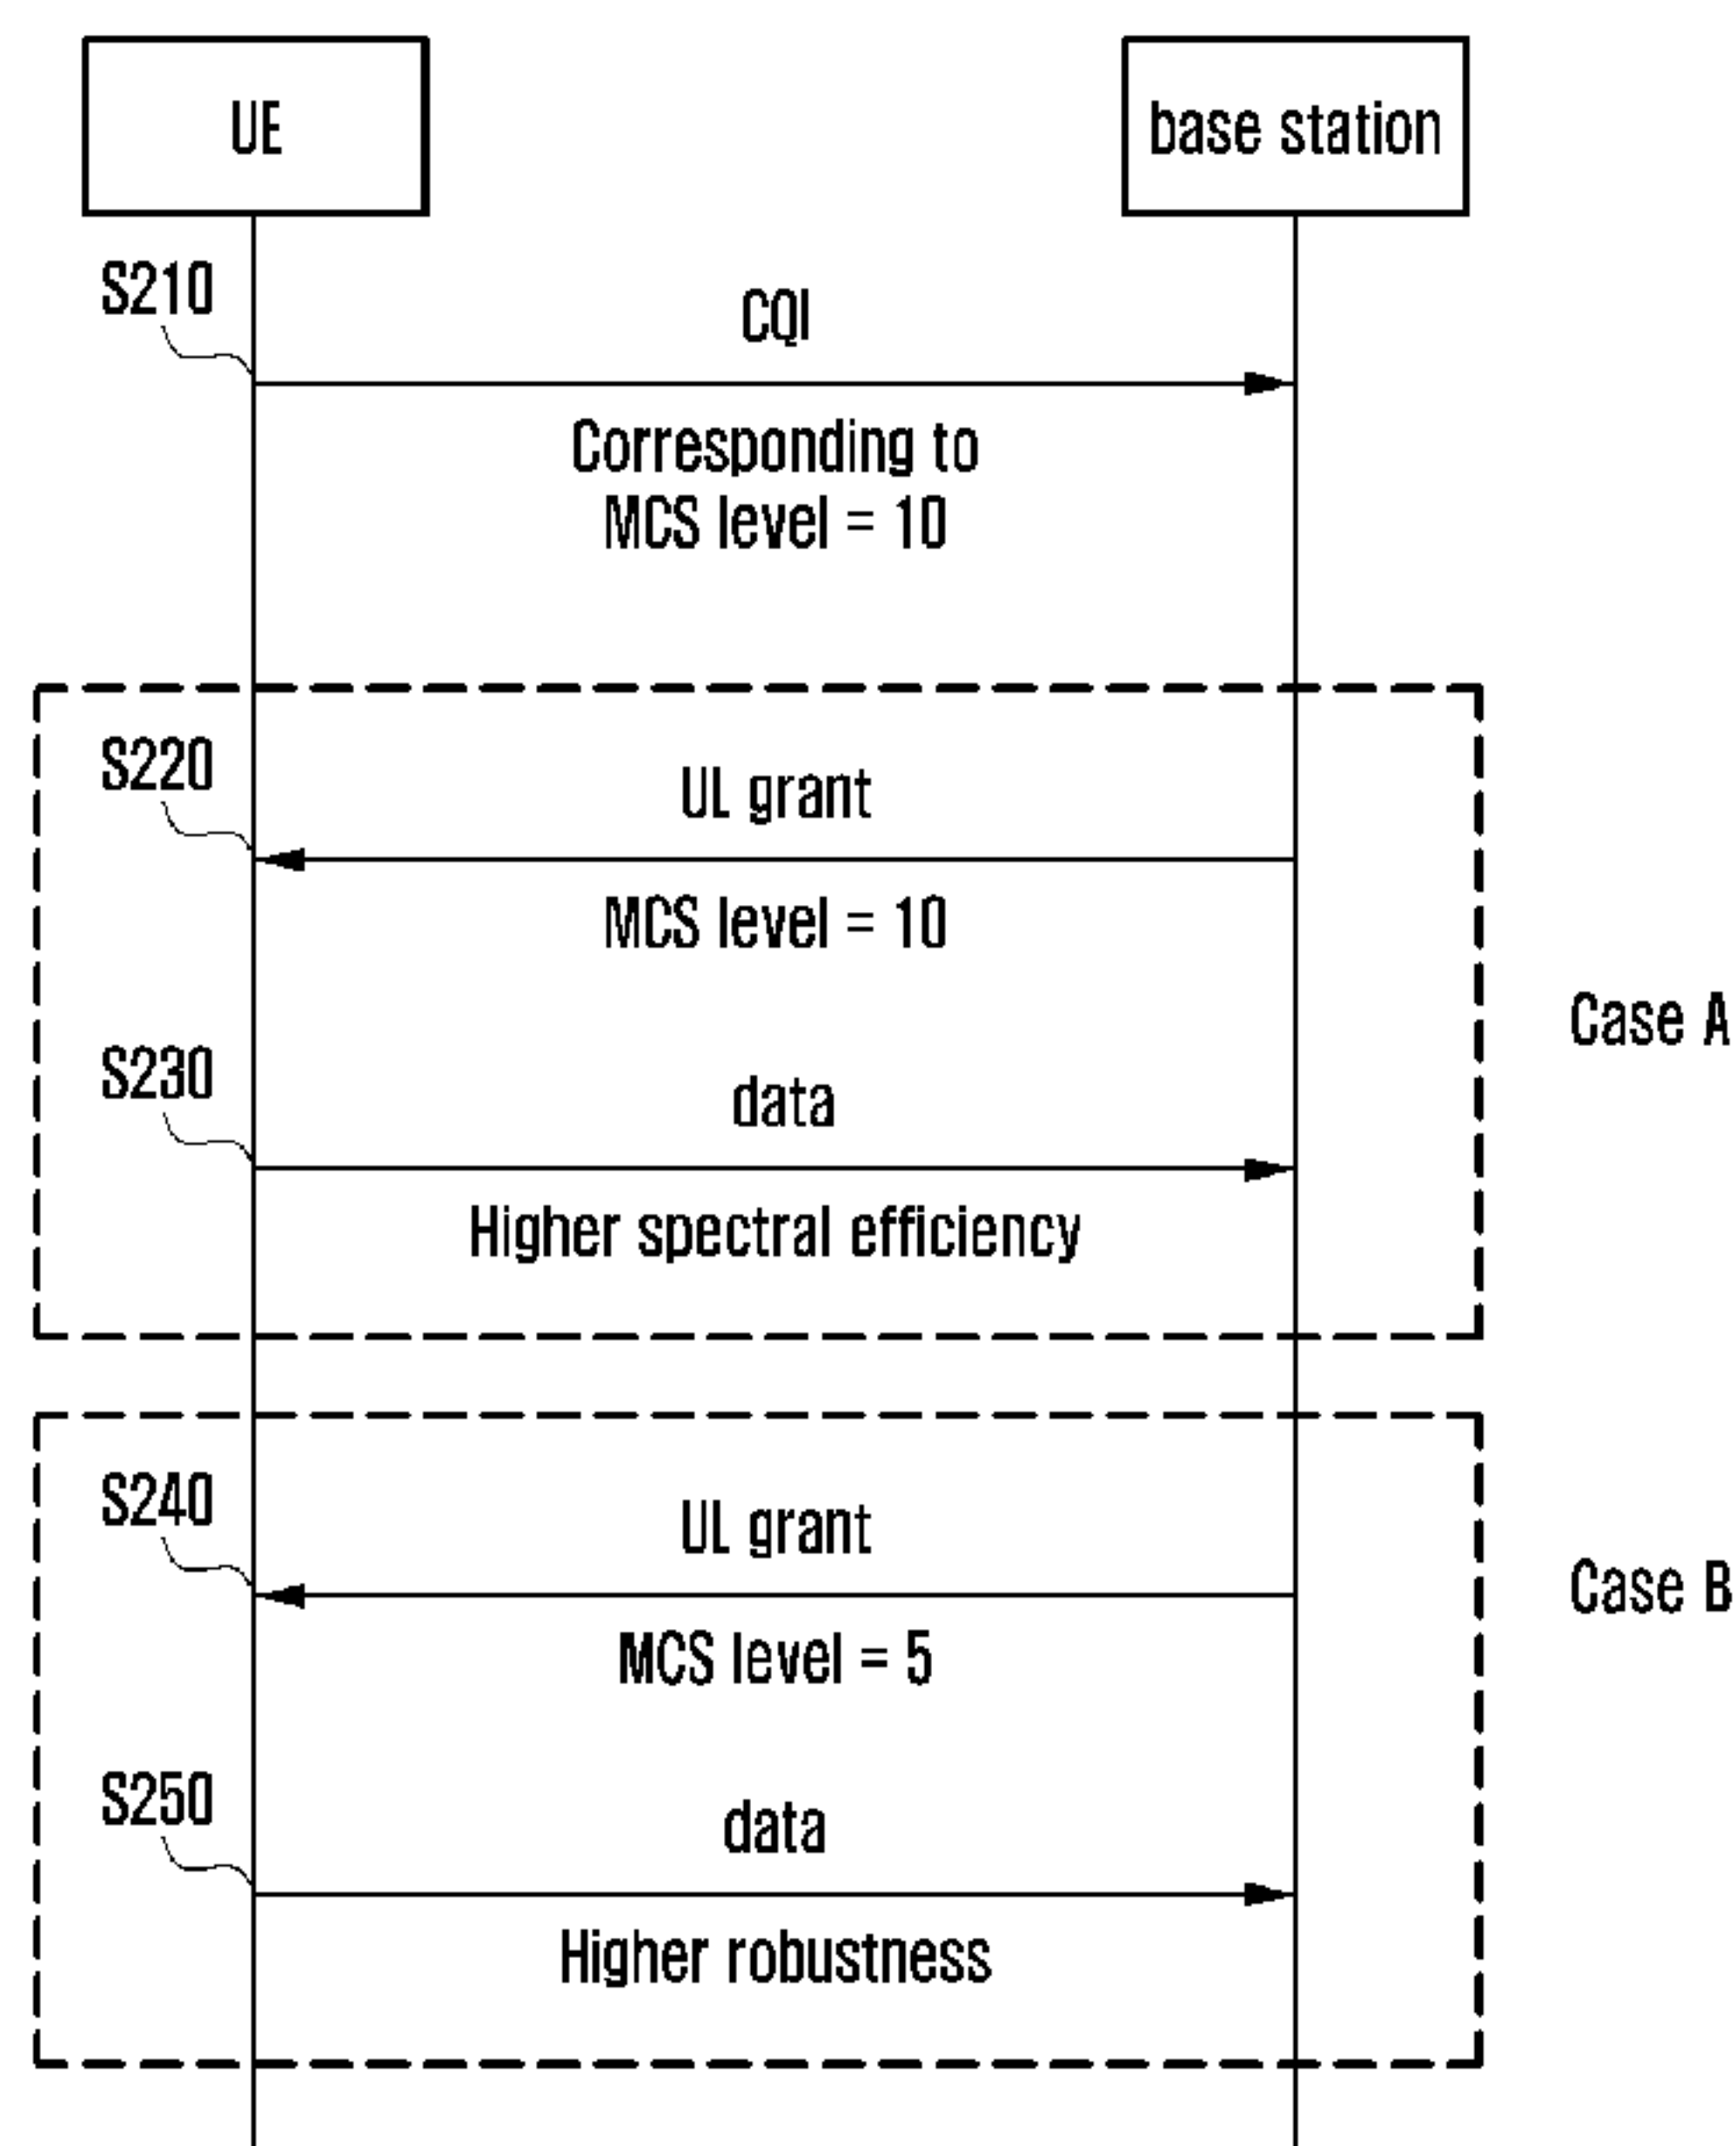 UE
base station
S210
CQI
Corresponding to
MCS level = 10
S220
UL grant
MCS level = 10
Case A
S230
data
Higher spectral efficiency
S240
UL grant
Case B
MCS level = 5
S250
data
Higher robustness